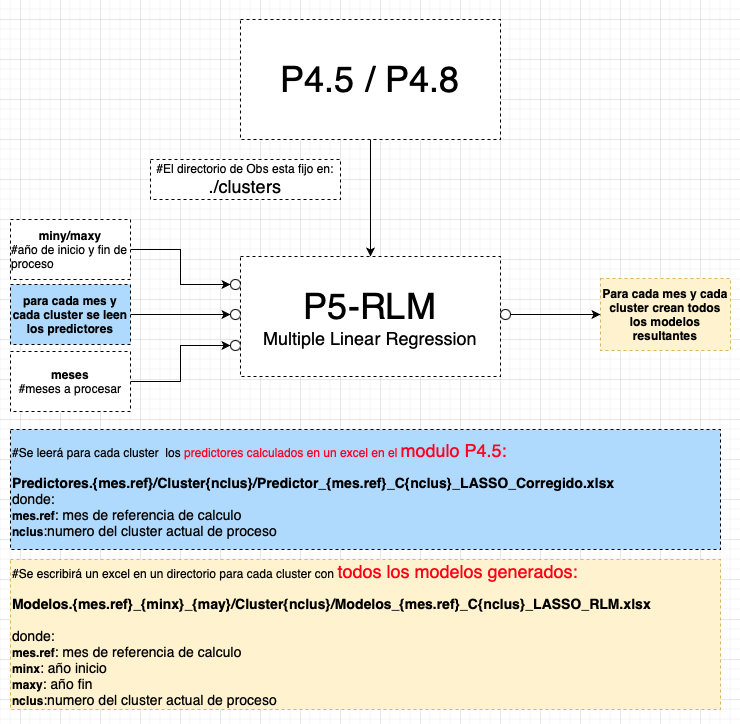 P4.5 / P4.8
#El directorio de Obs esta fijo en:
./clusters
miny/maxy
#año de inicio y fin de
proceso
para cada mes y
cada cluster se leen
los predictores
meses
#meses a procesar
P5-RLM
Multiple Linear Regression
Para cada mes y cada
cluster crean todos
los modelos
resultantes
#Se leerá para cada cluster los predictores calculados en un excel en el modulo P4.5:
Predictores.{mes.ref}/Cluster{nclus}/Predictor_{mes.ref}_C{nclus}_LASSO_Corregido.xlsx
donde:
mes.ref: mes de referencia de calculo
nclus:numero del cluster actual de proceso
#Se escribirá un excel en un directorio para cada cluster con todos los modelos generados:
Modelos.{mes.ref}_{minx}_{may}/Cluster{nclus}/Modelos_{mes.ref}_C{nclus}_LASSO_RLM.xlsx
donde:
mes.ref: mes de referencia de calculo
minx: año inicio
maxy: año fin
nclus:numero del cluster actual de proceso